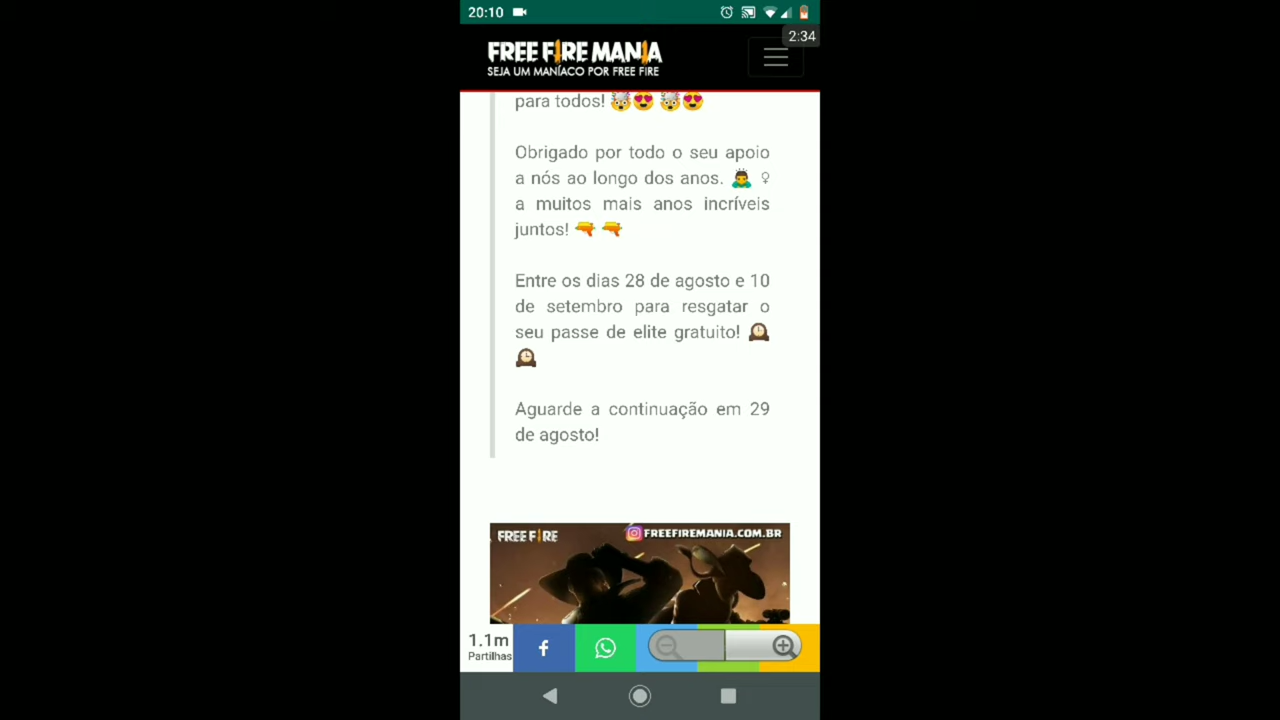 20:10
2:34
FREE FIRE MANIA
SEJA UM MANÍACO POR FREE FIRE
para todos! 🤯😍 🤯😍
Obrigado por todo o seu apoio
a nós ao longo dos anos. 🙇 ♀
a muitos mais anos incríveis
juntos! 🔫 🔫
Entre os dias 28 de agosto e 10
de setembro para resgatar o
seu passe de elite gratuito! 🕰
🕰
Aguarde a continuação em 29
de agosto!
FREE FIRE
FREEFIREMANIA.COM.BR
1.1m
Partilhas